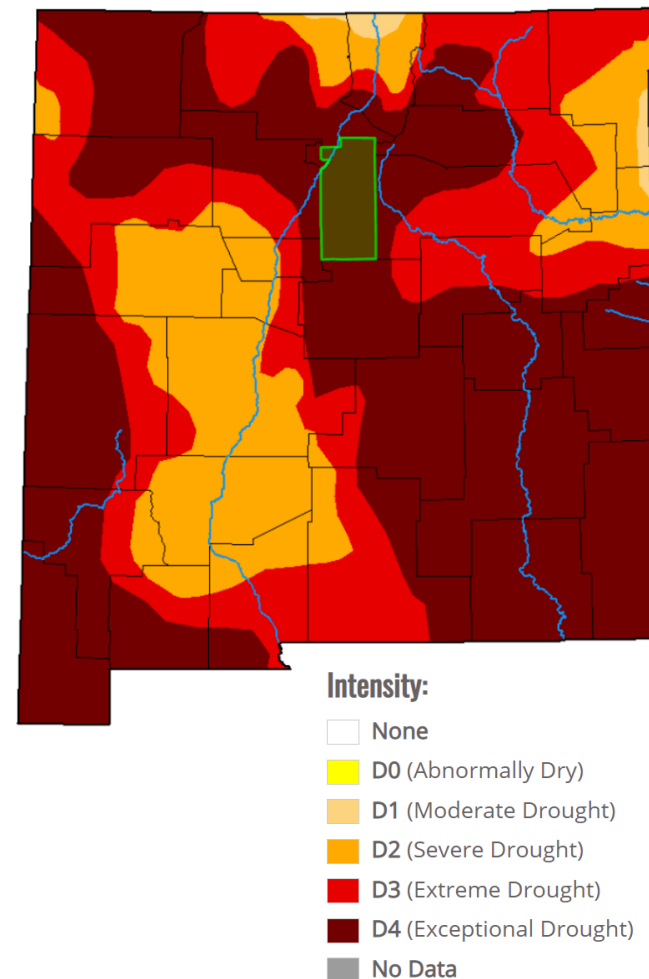 Intensity:
None
D0 (Abnormally Dry)
D1 (Moderate Drought)
D2 (Severe Drought)
D3 (Extreme Drought)
D4 (Exceptional Drought)
No Data